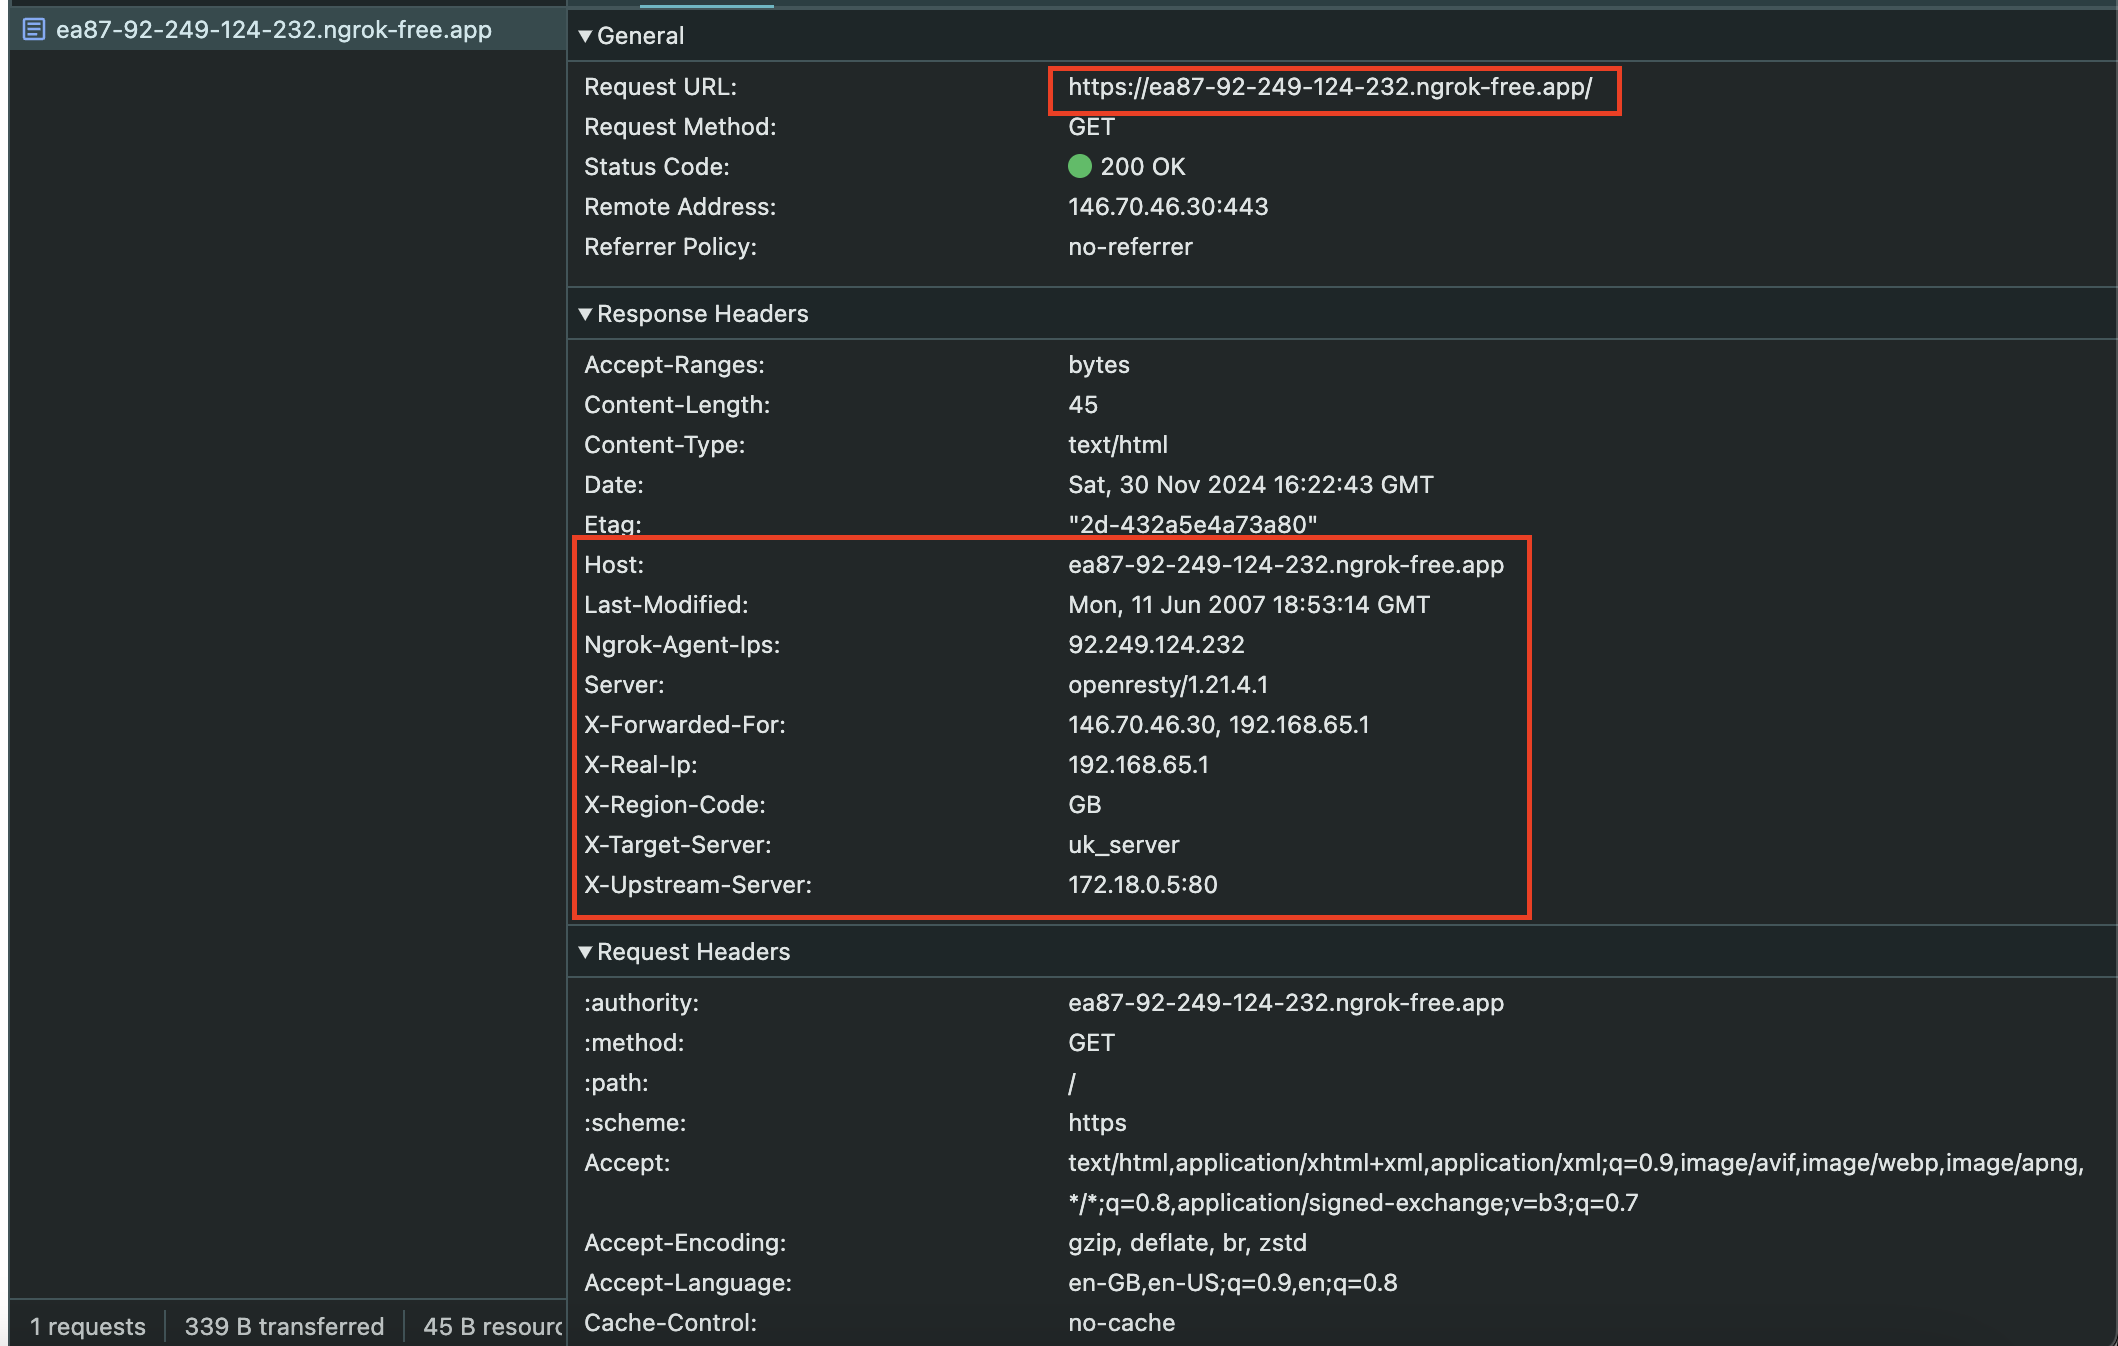 ea87-92-249-124-232.ngrok-free.app
General
Request URL: https://ea87-92-249-124-232.ngrok-free.app/
Request Method: GET
Status Code: 200 OK
Remote Address: 146.70.46.30:443
Referrer Policy: no-referrer
Response Headers
Accept-Ranges: bytes
Content-Length: 45
Content-Type: text/html
Date: Sat, 30 Nov 2024 16:22:43 GMT
Etag: "2d-432a5e4a73a80"
Host: ea87-92-249-124-232.ngrok-free.app
Last-Modified: Mon, 11 Jun 2007 18:53:14 GMT
Ngrok-Agent-Ips: 92.249.124.232
Server: openresty/1.21.4.1
X-Forwarded-For: 146.70.46.30, 192.168.65.1
X-Real-Ip: 192.168.65.1
X-Region-Code: GB
X-Target-Server: uk_server
X-Upstream-Server: 172.18.0.5:80
Request Headers
:authority: ea87-92-249-124-232.ngrok-free.app
:method: GET
:path: /
:scheme: https
Accept: text/html,application/xhtml+xml,application/xml;q=0.9,image/avif,image/webp,image/apng,
*/*;q=0.8,application/signed-exchange;v=b3;q=0.7
Accept-Encoding: gzip, deflate, br, zstd
Accept-Language: en-GB,en-US;q=0.9,en;q=0.8
Cache-Control: no-cache
1 requests 339 B transferred 45 B resourc